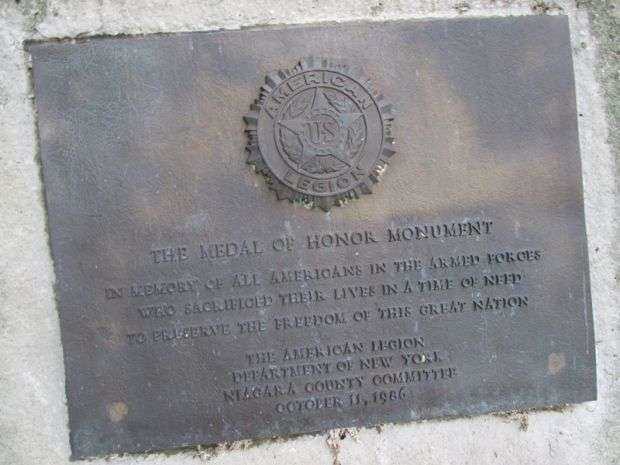 AMERICAN
US
LEGION
THE MEDAL OF HONOR MONUMENT
IN MEMORY OF ALL AMERICANS IN THE ARMED FORCES
WHO SACRIFICED THEIR LIVES IN A TIME OF NEED
TO PRESERVE THE FREEDOM OF THIS GREAT NATION
THE AMERICAN LEGION
DEPARTMENT OF NEW YORK
NIAGARA COUNTY COMMITTEE
OCTOBER 11, 1986